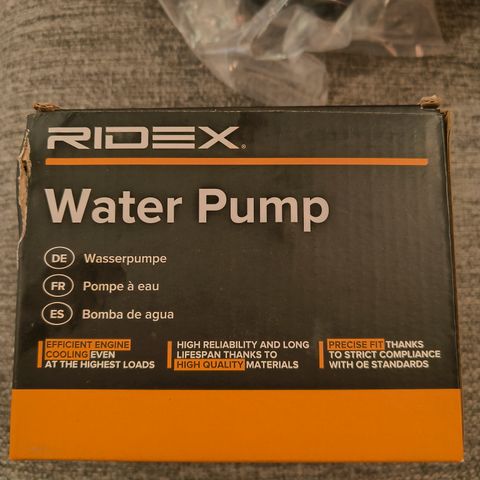 RIDEX®
Water Pump
DE Wasserpumpe
FR Pompe à eau
ES Bomba de agua
EFFICIENT ENGINE
COOLING EVEN
AT THE HIGHEST LOADS
HIGH RELIABILITY AND LONG
LIFESPAN THANKS TO
HIGH QUALITY MATERIALS
PRECISE FIT THANKS
TO STRICT COMPLIANCE
WITH OE STANDARDS